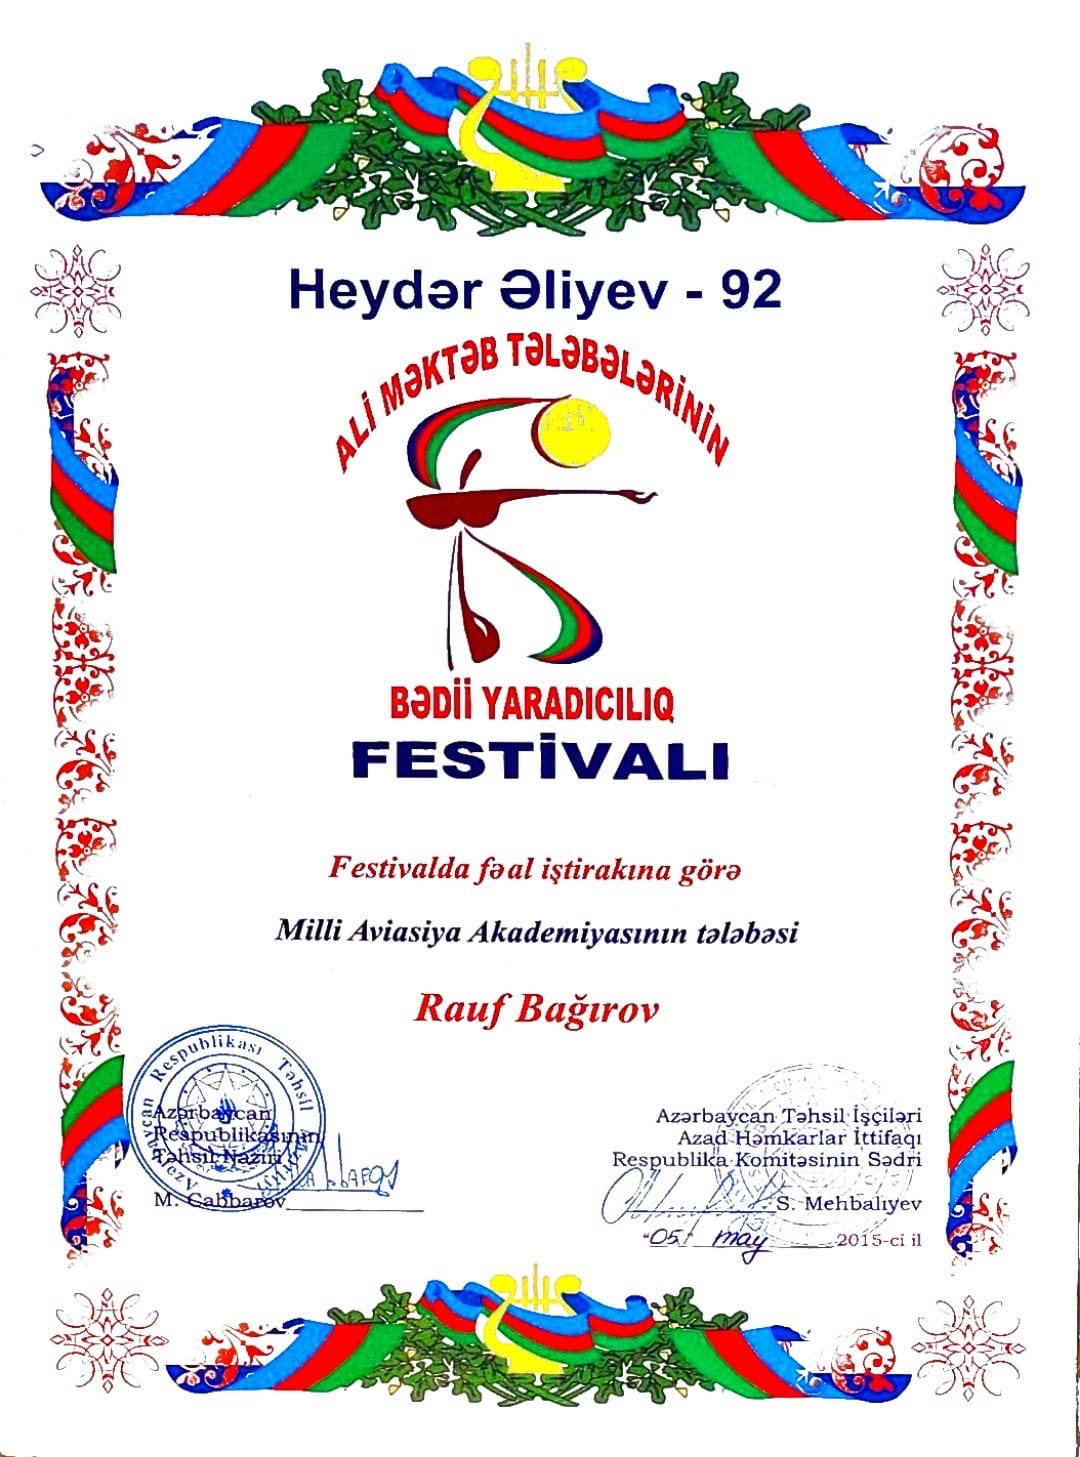 Heydər Əliyev - 92
ALİ MƏKTƏB TƏLƏBƏLƏRİNİN
BƏDİİ YARADICILIQ
FESTİVALI
Festivalda fəal iştirakına görə
Milli Aviasiya Akademiyasının tələbəsi
Rauf Bağırov
Azərbaycan Respublikası Təhsil
Azərbaycan
Respublikasının
Təhsil Naziri
M. Cabbarov
Azərbaycan Təhsil İşçiləri
Azad Həmkarlar İttifaqı
Respublika Komitəsinin Sədri
S. Mehbalıyev
"05" may 2015-ci il